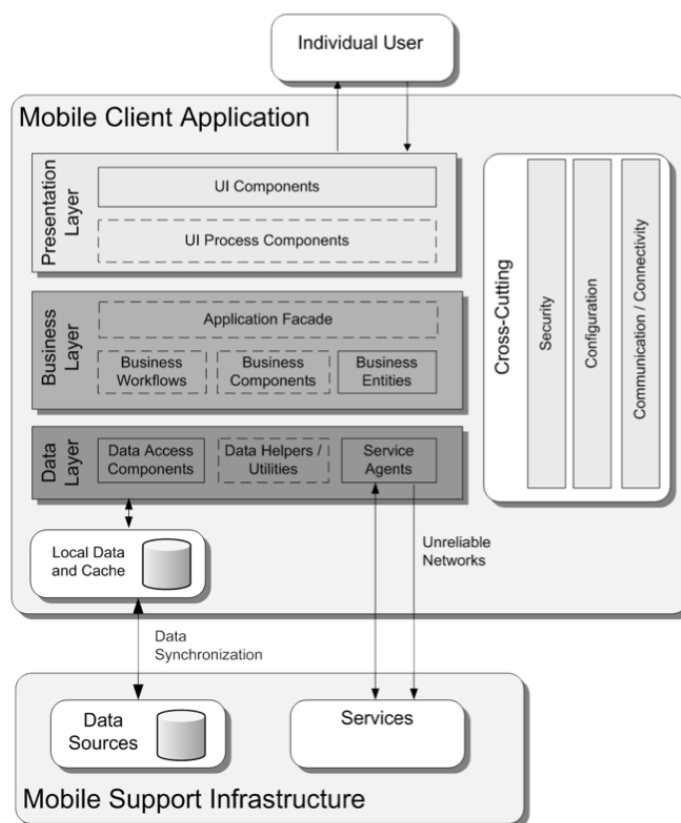 Individual User
Mobile Client Application
Presentation
Layer
UI Components
UI Process Components
Business
Layer
Application Facade
Business
Workflows
Business
Components
Business
Entities
Data
Layer
Data Access
Components
Data Helpers /
Utilities
Service
Agents
Cross-Cutting
Security
Configuration
Communication / Connectivity
Local Data
and Cache
Unreliable
Networks
Data
Synchronization
Data
Sources
Services
Mobile Support Infrastructure